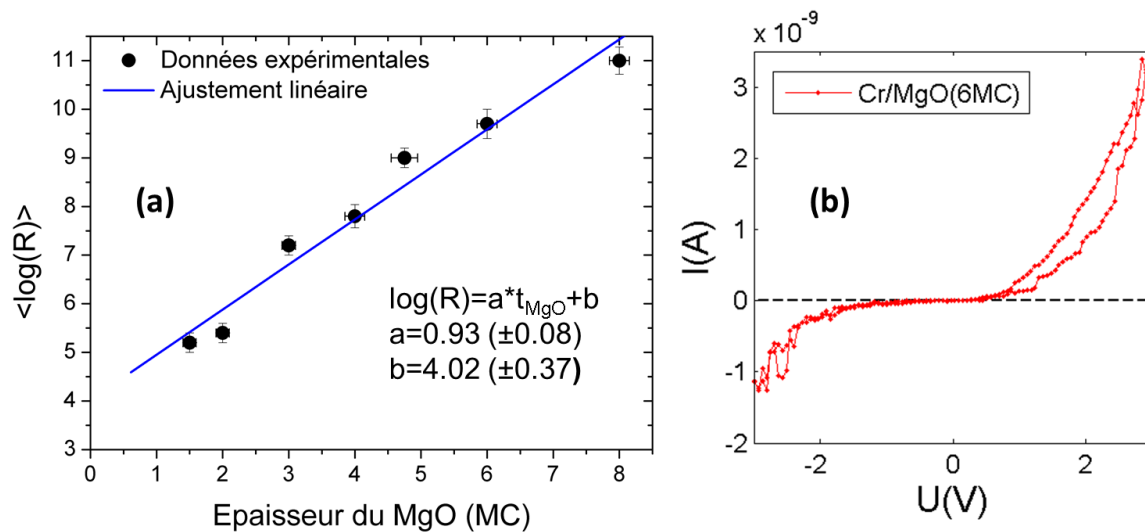 11
10
9
8
7
6
5
4
3
<log(R)>
Données expérimentales
Ajustement linéaire
(a)
log(R)=a*tMgO+b
a=0.93 (±0.08)
b=4.02 (±0.37)
0 1 2 3 4 5 6 7 8
Epaisseur du MgO (MC)
x 10-9
3
2
1
0
-1
-2
I(A)
Cr/MgO(6MC)
(b)
-2 0 2
U(V)